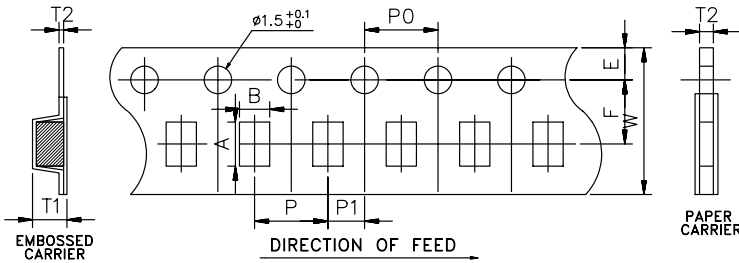 T2
ø1.5 +0.1 +0
P0
T2
E
B
F
W
A
T1
P
P1
EMBOSSED
CARRIER
DIRECTION OF FEED
PAPER
CARRIER